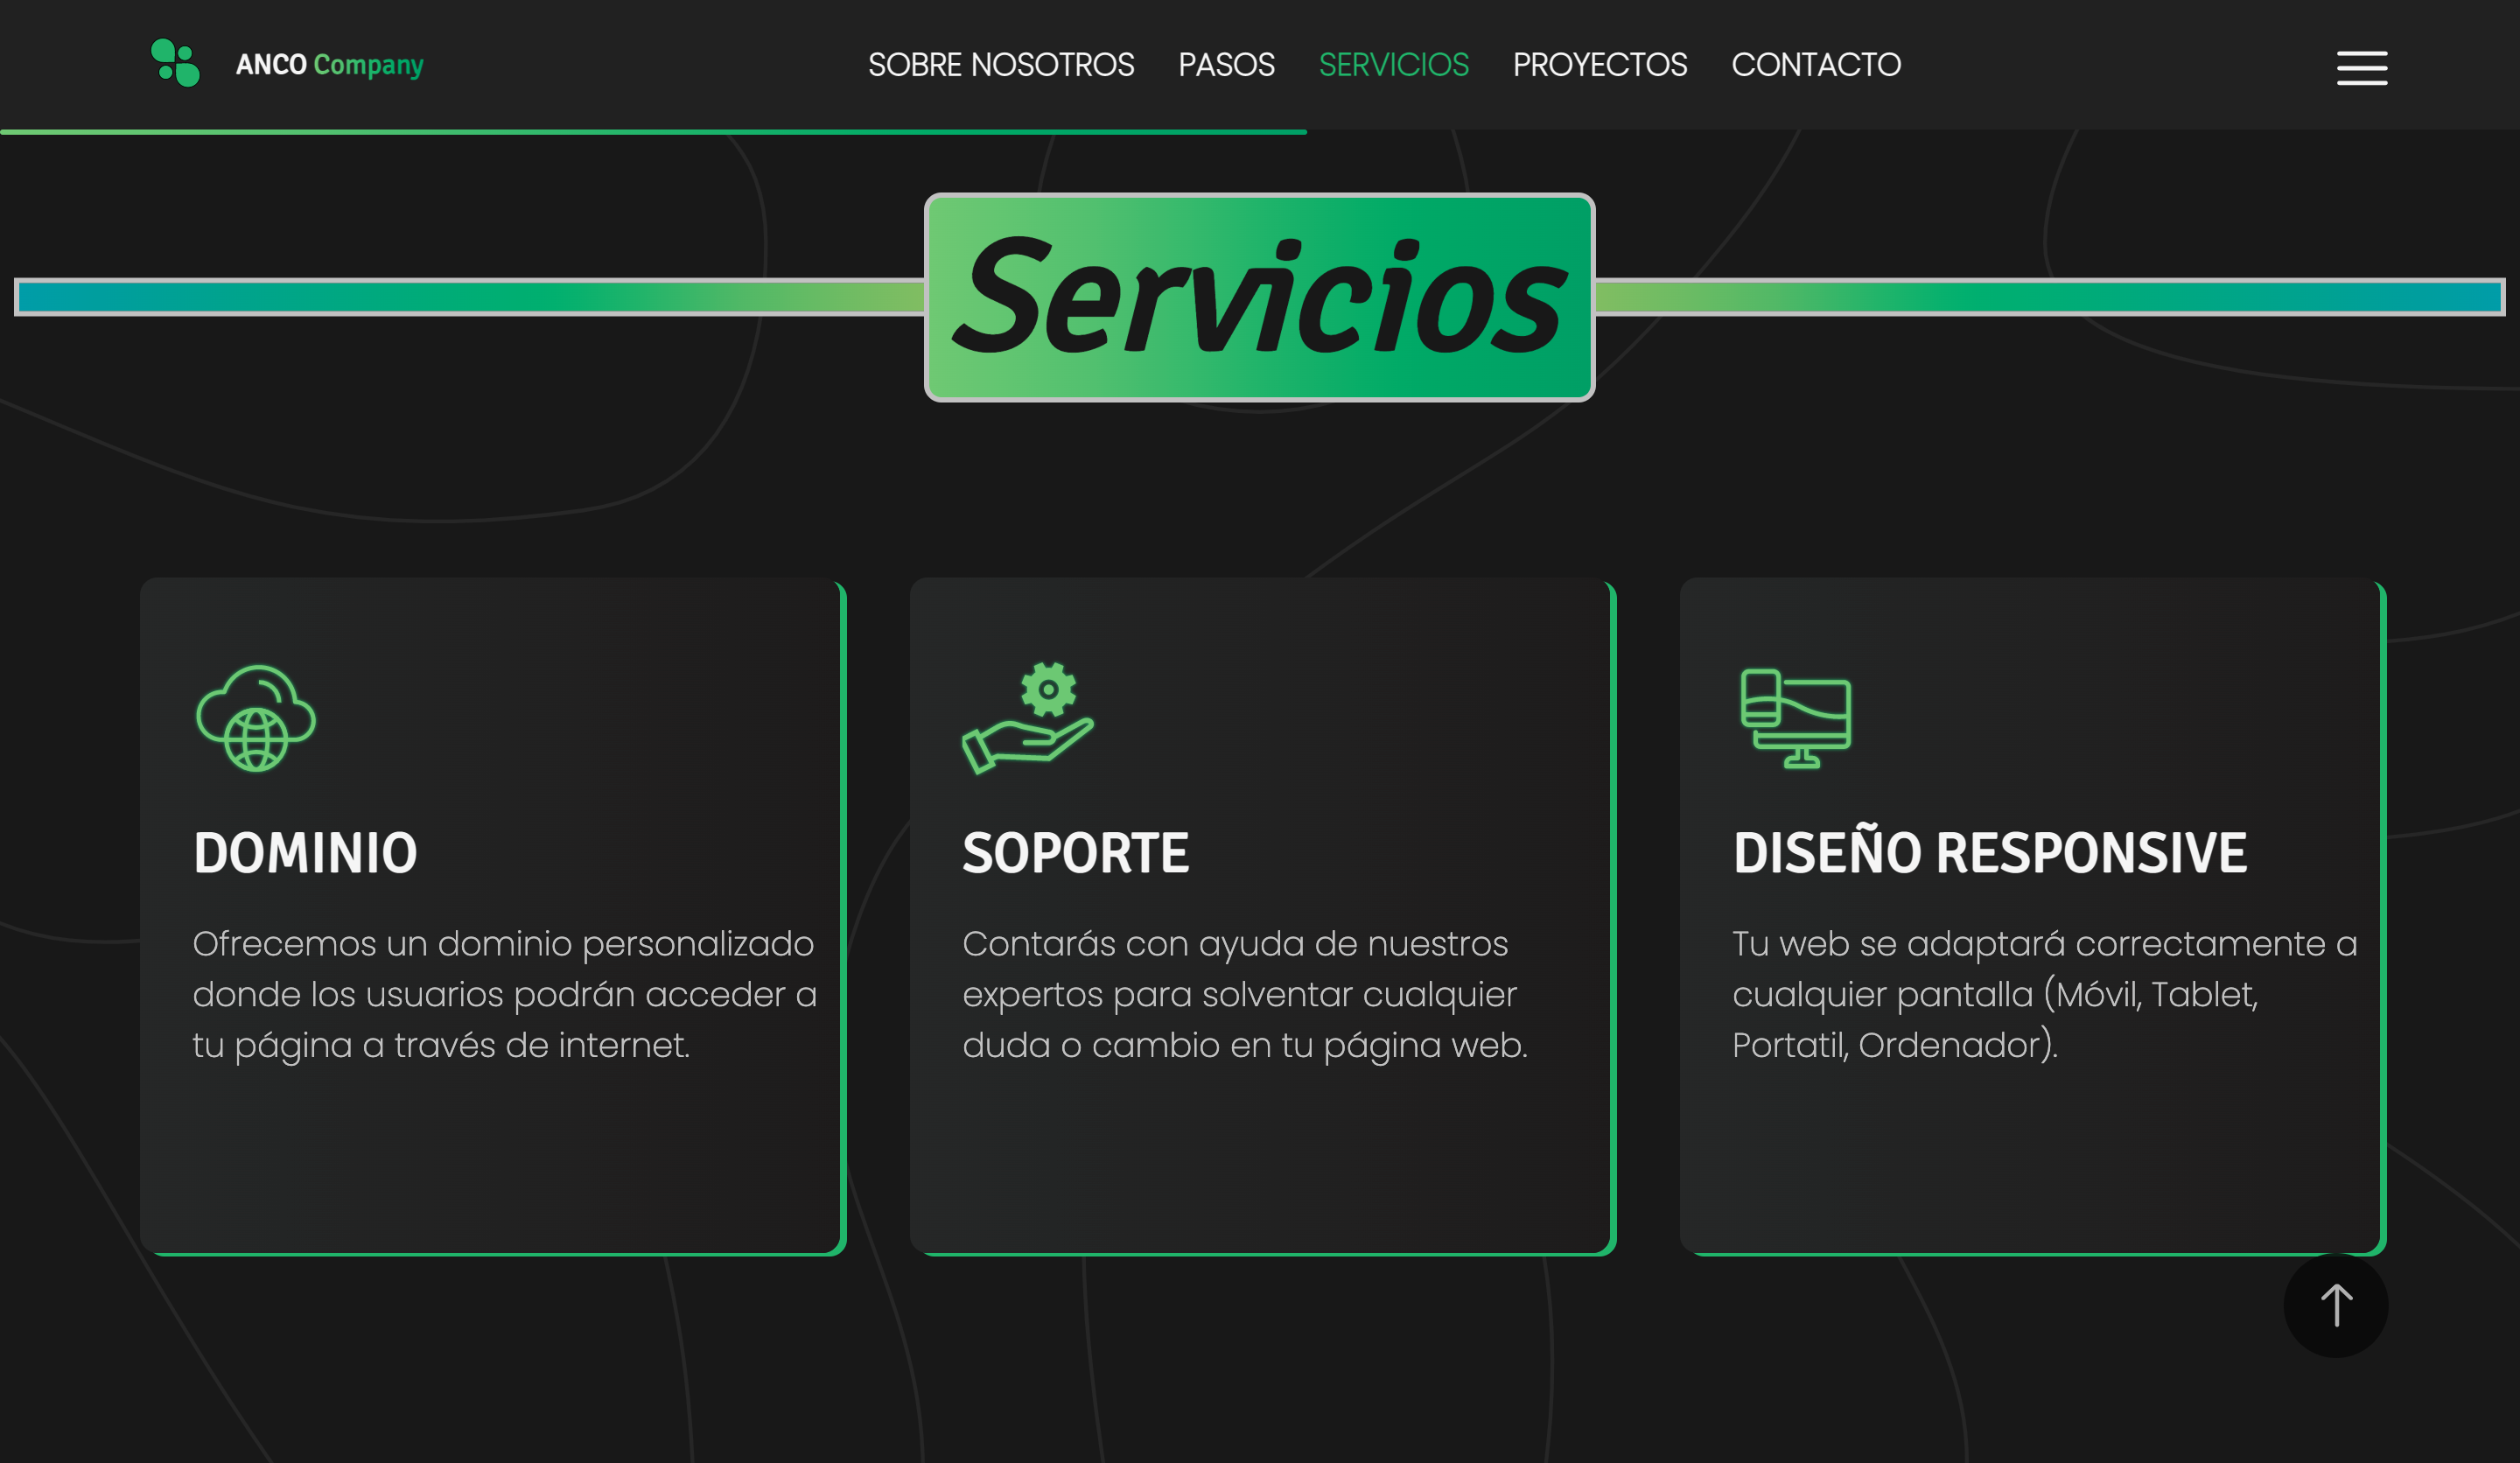 ANCO Company
SOBRE NOSOTROS PASOS SERVICIOS PROYECTOS CONTACTO
Servicios
DOMINIO
Ofrecemos un dominio personalizado
donde los usuarios podrán acceder a
tu página a través de internet.
SOPORTE
Contarás con ayuda de nuestros
expertos para solventar cualquier
duda o cambio en tu página web.
DISEÑO RESPONSIVE
Tu web se adaptará correctamente a
cualquier pantalla (Móvil, Tablet,
Portatil, Ordenador).